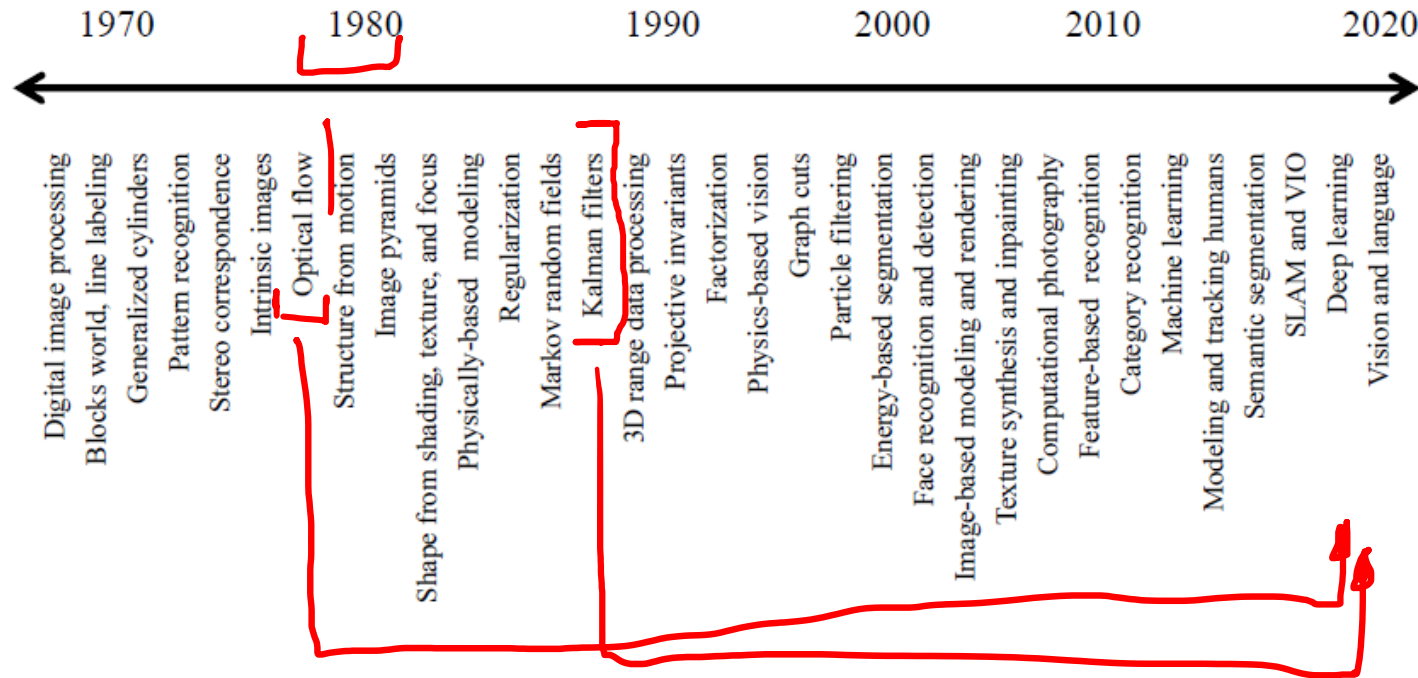 1970 1980 1990 2000 2010 2020
Digital image processing
Blocks world, line labeling
Generalized cylinders
Pattern recognition
Stereo correspondence
Intrinsic images
Optical flow
Structure from motion
Image pyramids
Shape from shading, texture, and focus
Physically-based modeling
Regularization
Markov random fields
Kalman filters
3D range data processing
Projective invariants
Factorization
Physics-based vision
Graph cuts
Particle filtering
Energy-based segmentation
Face recognition and detection
Image-based modeling and rendering
Texture synthesis and inpainting
Computational photography
Feature-based recognition
Category recognition
Machine learning
Modeling and tracking humans
Semantic segmentation
SLAM and VIO
Deep learning
Vision and language